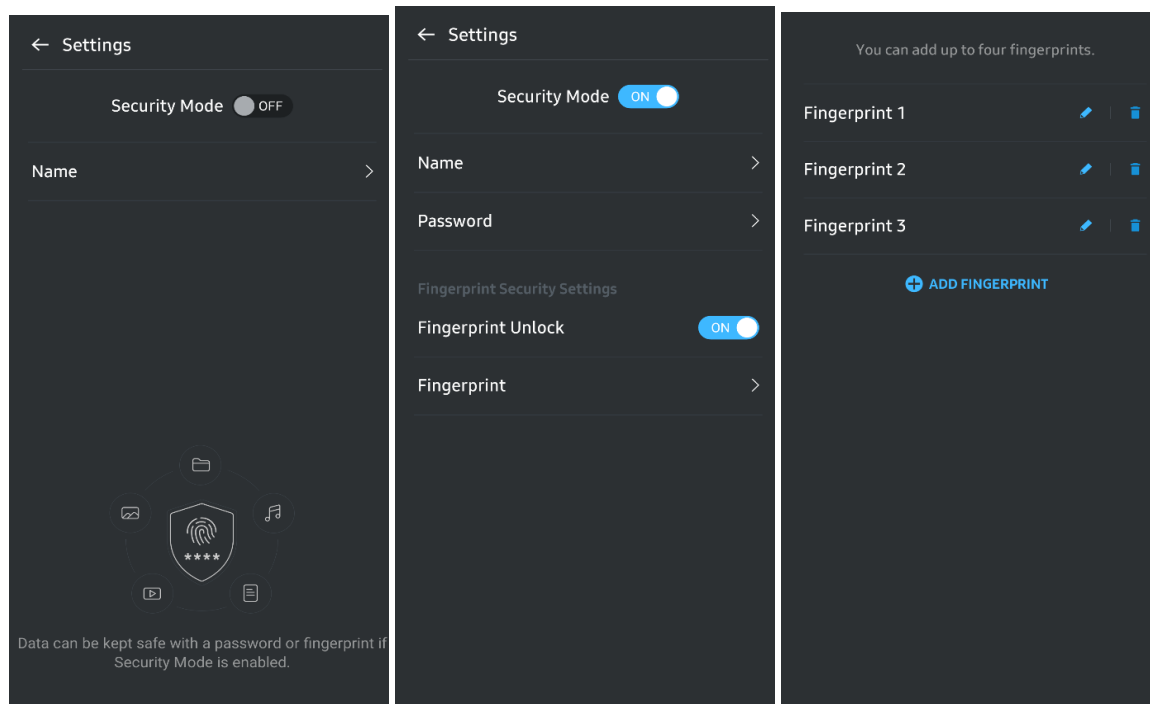 Settings
Security Mode OFF
Name
****
Data can be kept safe with a password or fingerprint if
Security Mode is enabled.
Settings
Security Mode ON
Name
Password
Fingerprint Security Settings
Fingerprint Unlock ON
Fingerprint
You can add up to four fingerprints.
Fingerprint 1
Fingerprint 2
Fingerprint 3
ADD FINGERPRINT